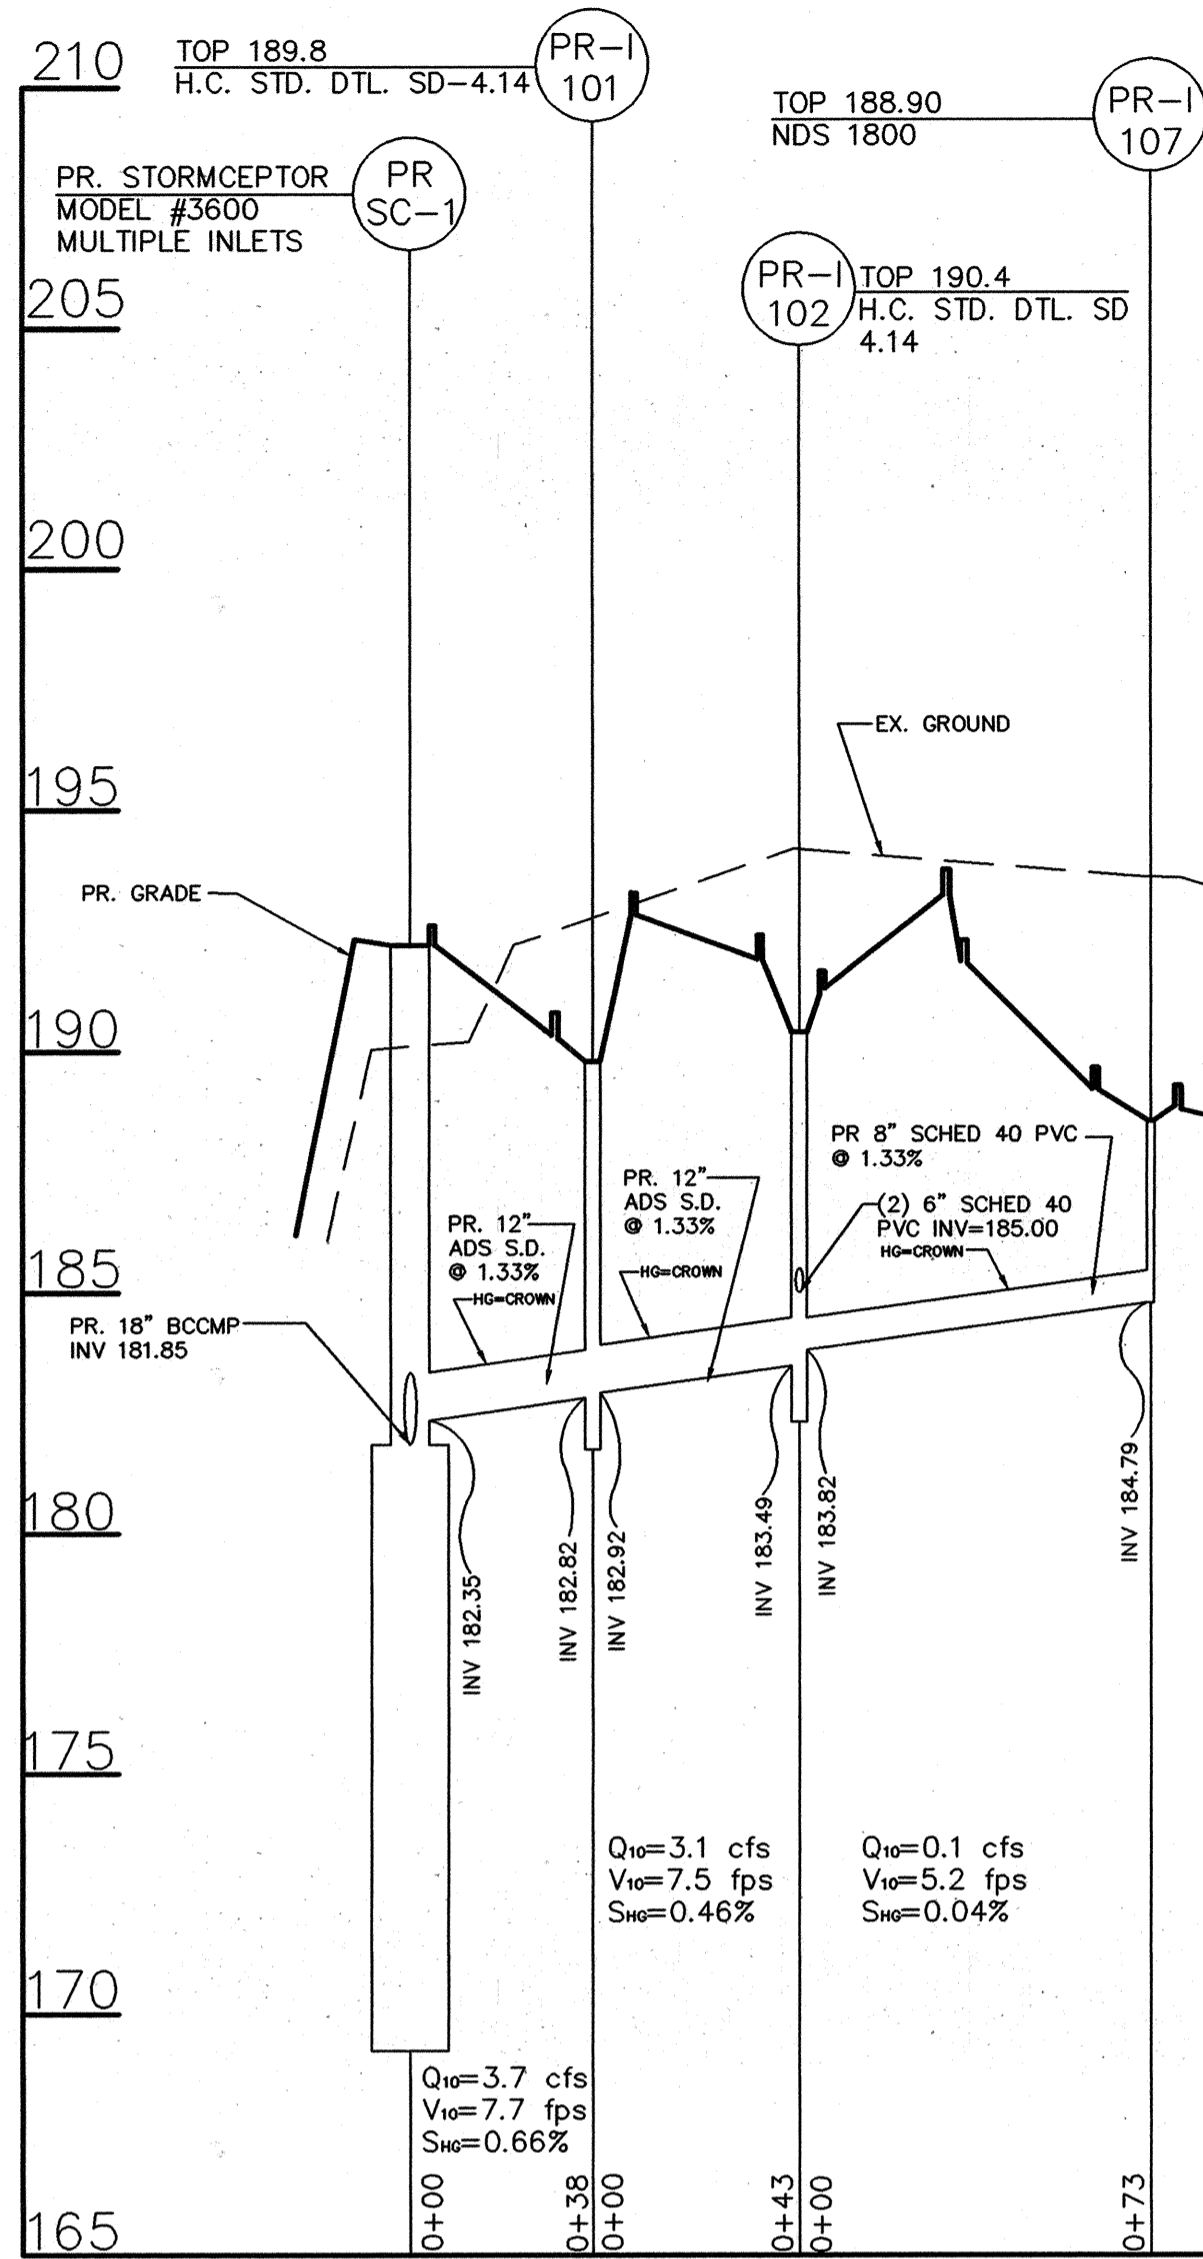 210
TOP 189.8
H.C. STD. DTL. SD-4.14
PR-I
101
TOP 188.90
NDS 1800
PR-I
107
PR. STORMCEPTOR
MODEL #3600
MULTIPLE INLETS
PR
SC-1
PR-I
102
TOP 190.4
H.C. STD. DTL. SD
4.14
205
200
EX. GROUND
195
PR. GRADE
190
PR 8" SCHED 40 PVC
@ 1.33%
PR. 12"
ADS S.D.
@ 1.33%
(2) 6" SCHED 40
PVC INV=185.00
HG=CROWN
PR. 12"
ADS S.D.
@ 1.33%
HG=CROWN
HG=CROWN
185
PR. 18" BCCMP
INV 181.85
180
INV 182.35
INV 182.82
INV 182.92
INV 183.49
INV 183.82
INV 184.79
175
Q10=3.1 cfs
V10=7.5 fps
SHG=0.46%
Q10=0.1 cfs
V10=5.2 fps
SHG=0.04%
170
Q10=3.7 cfs
V10=7.7 fps
SHG=0.66%
165
0+00
0+38
0+00
0+43
0+00
0+73